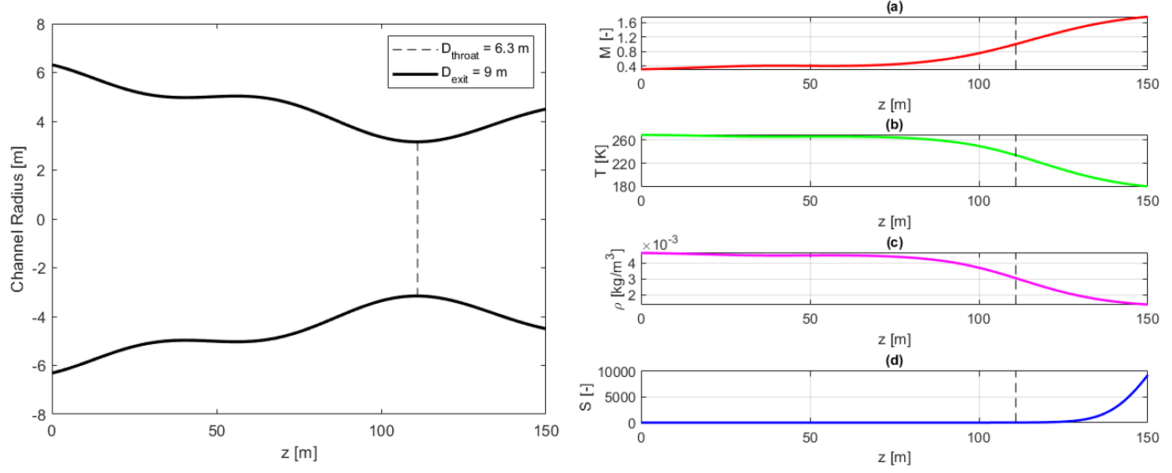 8
6
4
2
0
-2
-4
-6
-8
Channel Radius [m]
D_throat = 6.3 m
D_exit = 9 m
0 50 100 150
z [m]
(a)
1.6
1.2
0.8
0.4
M [-]
0 50 100 150
z [m]
(b)
260
220
180
T [K]
0 50 100 150
z [m]
(c)
×10^-3
4
3
2
ρ [kg/m^3]
0 50 100 150
z [m]
(d)
10000
5000
0
S [-]
0 50 100 150
z [m]